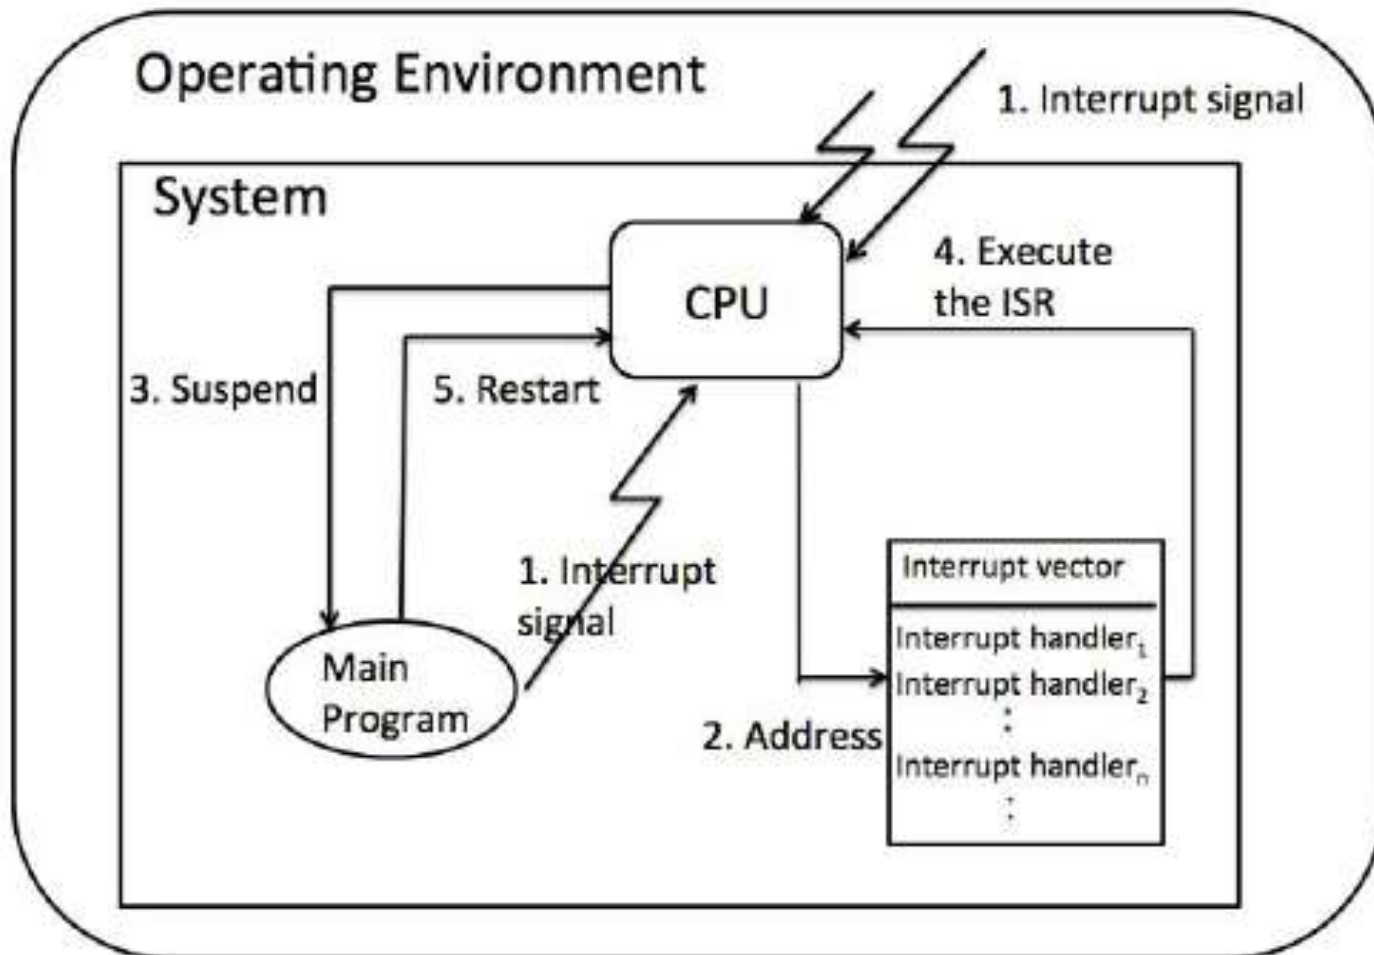 Operating Environment
1. Interrupt signal
System
CPU
4. Execute
the ISR
3. Suspend
5. Restart
1. Interrupt
signal
Main
Program
2. Address
Interrupt vector
Interrupt handler₁
Interrupt handler₂
⋮
Interrupt handlerₙ
⋮